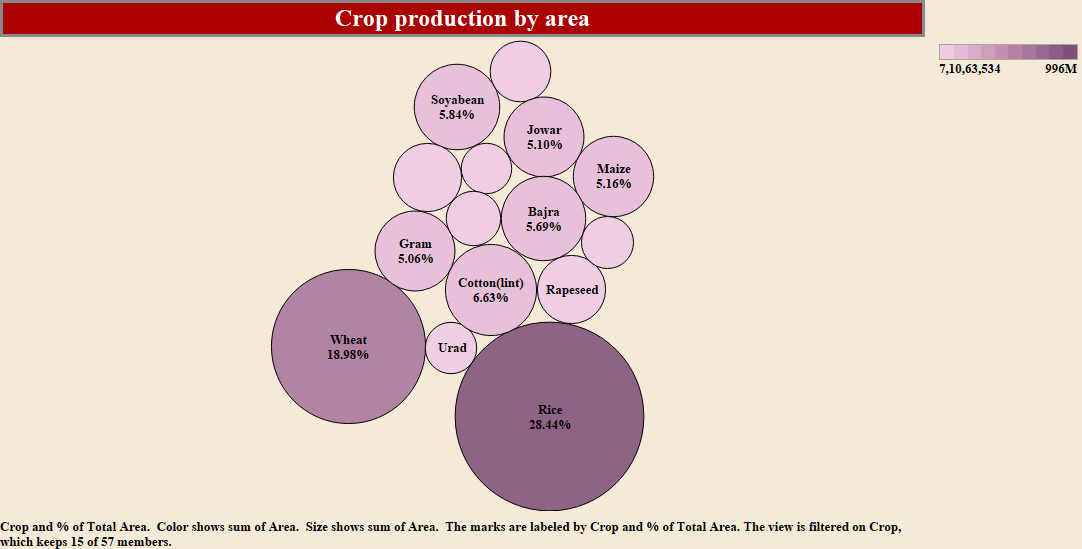 Crop production by area
7,10,63,534 996M
Soyabean
5.84%
Jowar
5.10%
Maize
5.16%
Bajra
5.69%
Gram
5.06%
Cotton(lint)
6.63%
Rapeseed
Wheat
18.98%
Urad
Rice
28.44%
Crop and % of Total Area.  Color shows sum of Area.  Size shows sum of Area.  The marks are labeled by Crop and % of Total Area. The view is filtered on Crop,
which keeps 15 of 57 members.